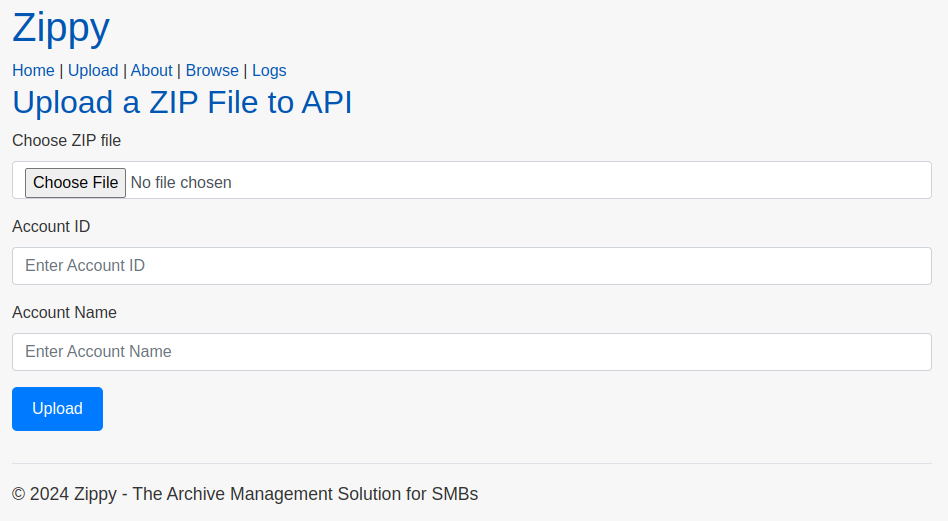 Zippy
Home | Upload | About | Browse | Logs
Upload a ZIP File to API
Choose ZIP file
Choose File No file chosen
Account ID
Enter Account ID
Account Name
Enter Account Name
Upload
© 2024 Zippy - The Archive Management Solution for SMBs